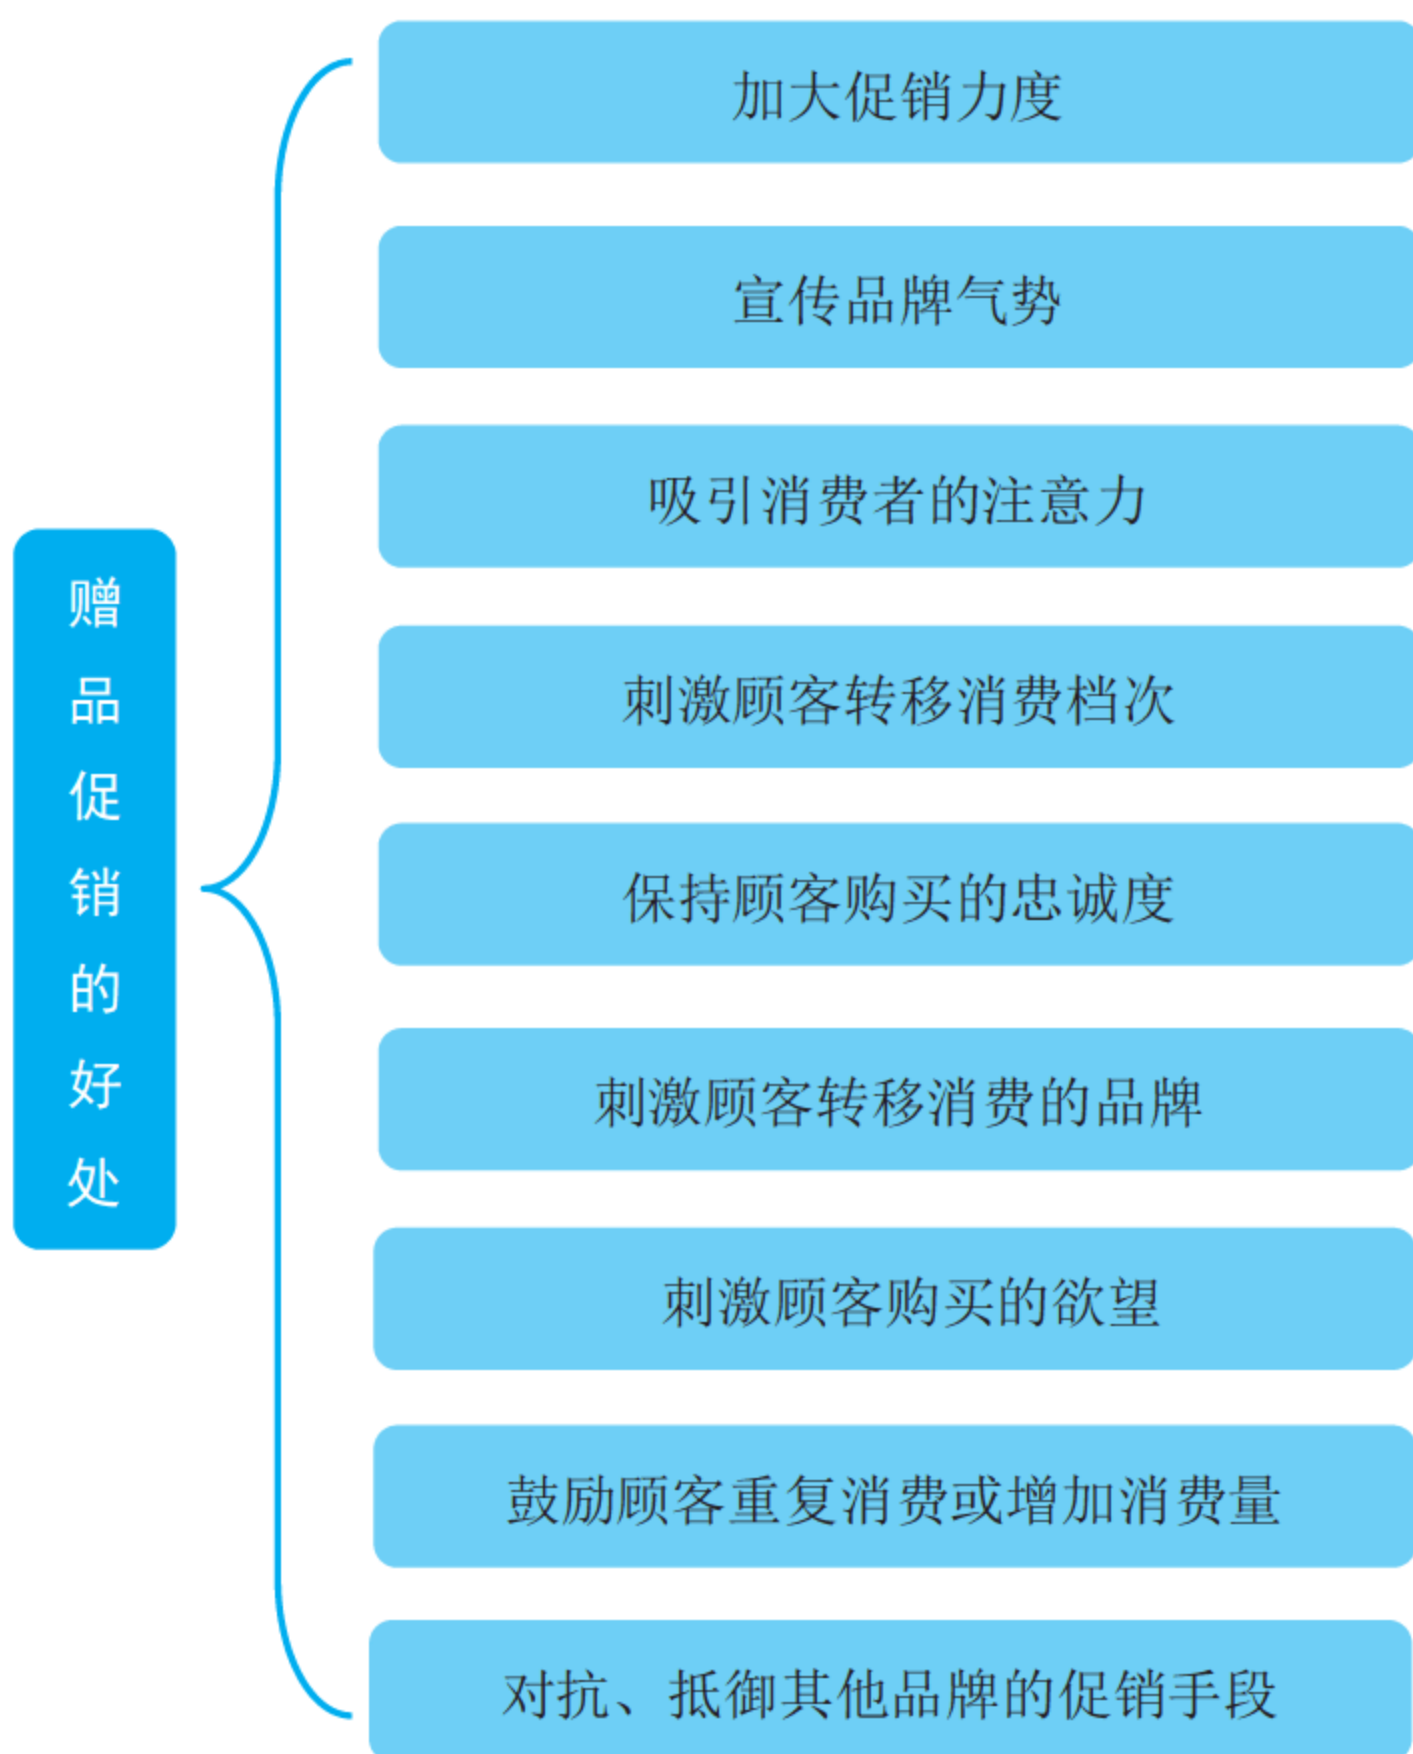 加大促销力度
宣传品牌气势
吸引消费者的注意力
刺激顾客转移消费档次
赠品促销的好处
保持顾客购买的忠诚度
刺激顾客转移消费的品牌
刺激顾客购买的欲望
鼓励顾客重复消费或增加消费量
对抗、抵御其他品牌的促销手段